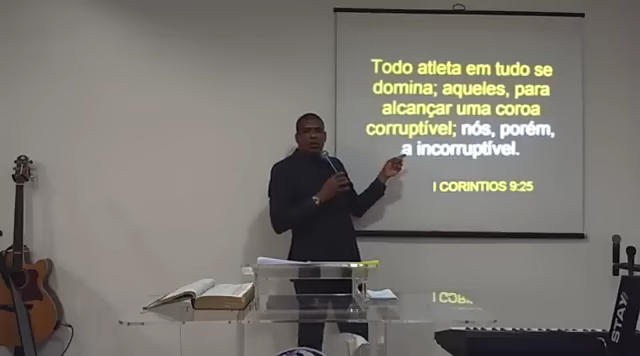 Todo atleta em tudo se
domina; aqueles, para
alcançar uma coroa
corruptível; nós, porém,
a incorruptível.
I CORINTIOS 9:25
I COR
STAY